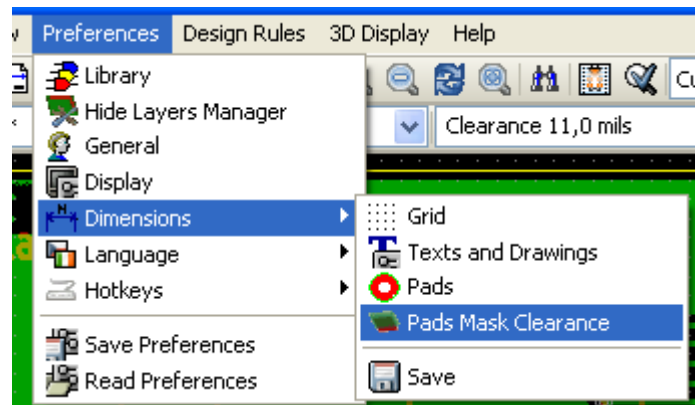 Preferences Design Rules 3D Display Help
Library
Hide Layers Manager
Clearance 11,0 mils
General
Display
Dimensions
Grid
Language
Texts and Drawings
Hotkeys
Pads
Pads Mask Clearance
Save Preferences
Read Preferences
Save